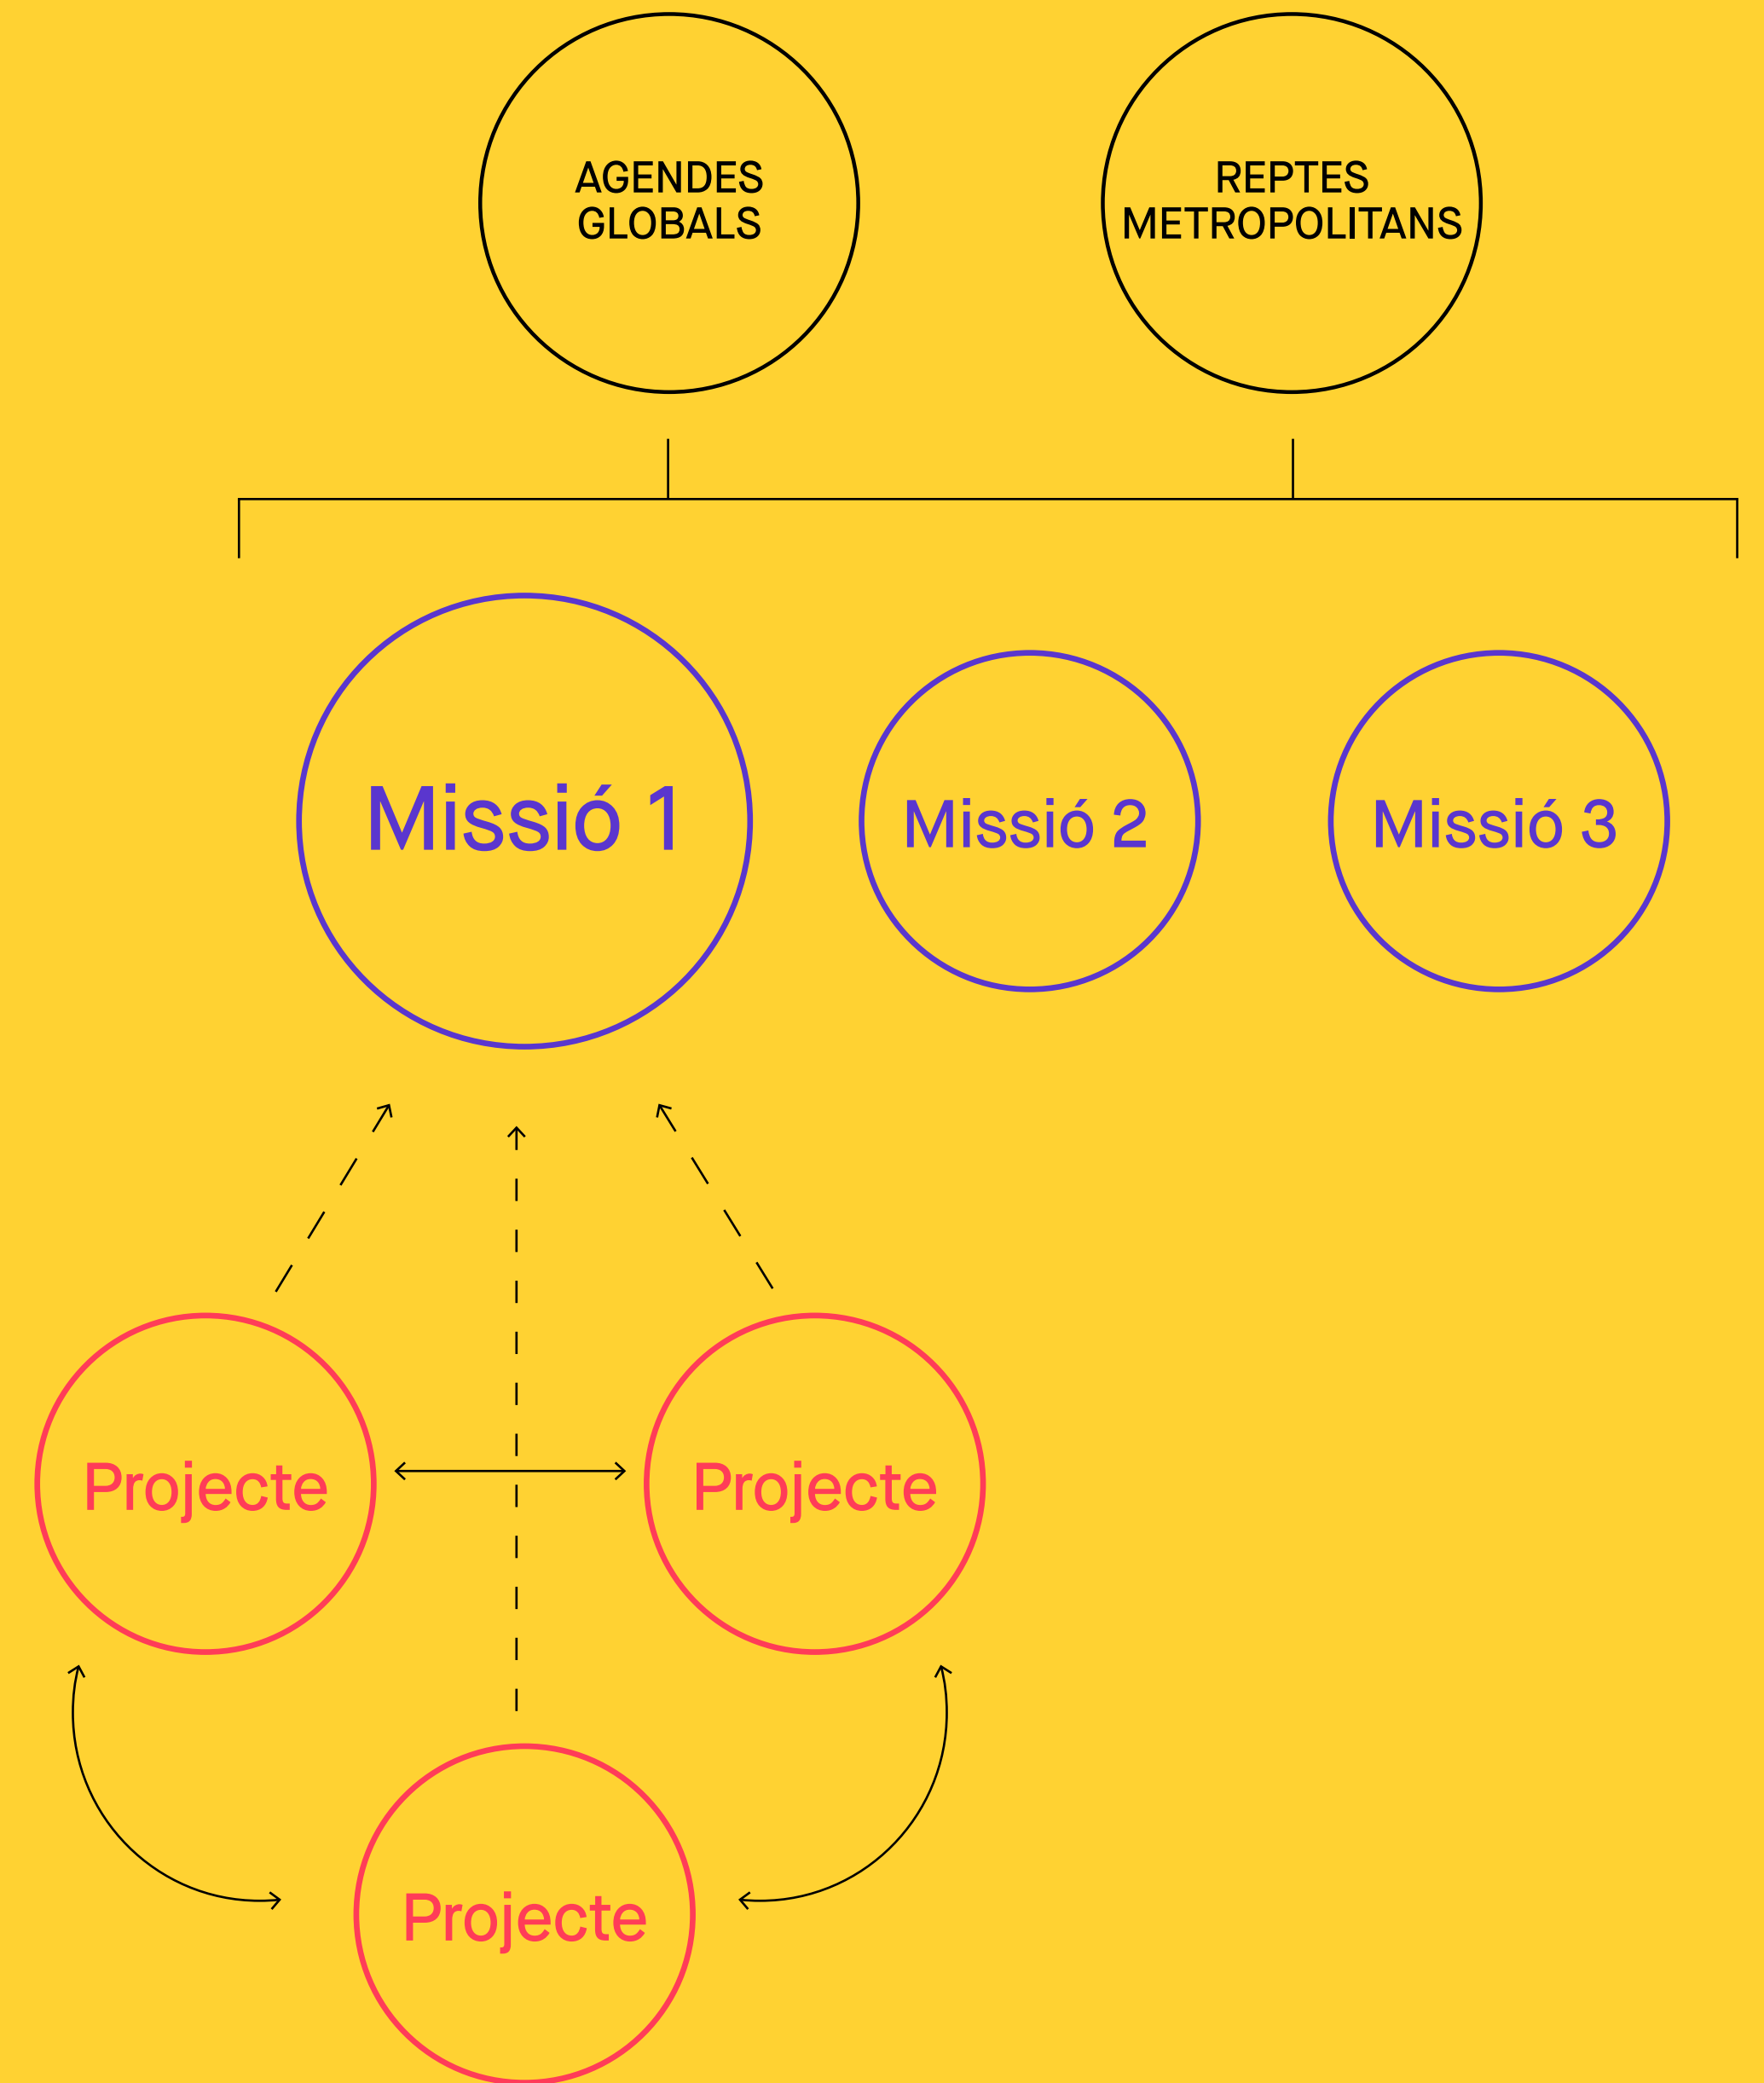 AGENDES
GLOBALS
REPTES
METROPOLITANS
Missió 1
Missió 2
Missió 3
Projecte
Projecte
Projecte